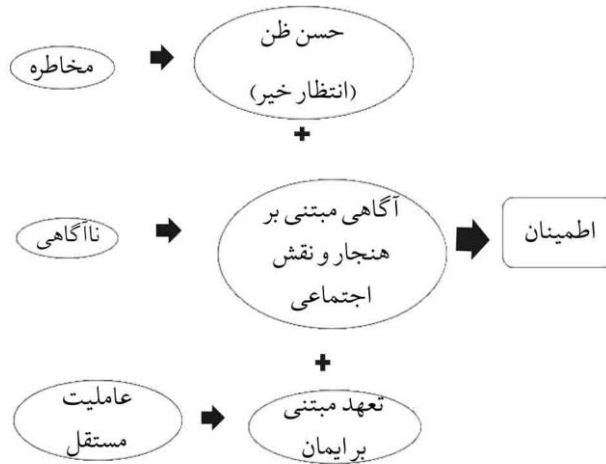 مخاطره
حسن ظن
(انتظار خیر)
+
ناآگاهی
آگاهی مبتنی بر
هنجار و نقش
اجتماعی
اطمینان
+
عاملیت
مستقل
تعهد مبتنی
بر ایمان